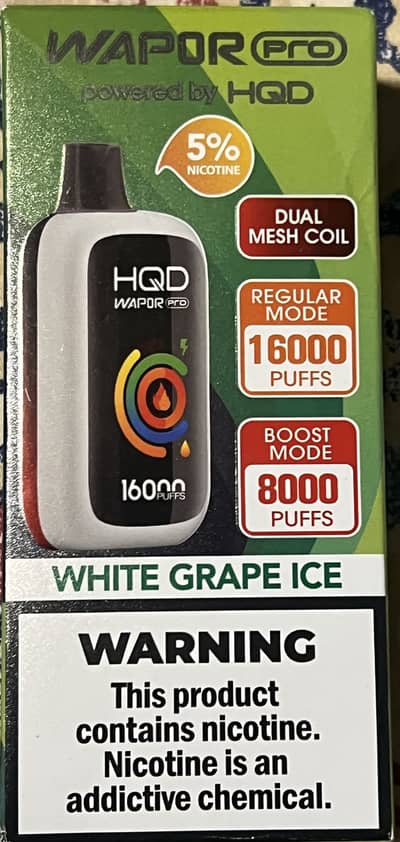 WAPOR PRO
powered by HQD
5%
NICOTINE
DUAL
MESH COIL
HQD
WAPOR PRO
REGULAR
MODE
16000
PUFFS
BOOST
MODE
8000
PUFFS
16000
PUFFS
WHITE GRAPE ICE
WARNING
This product
contains nicotine.
Nicotine is an
addictive chemical.